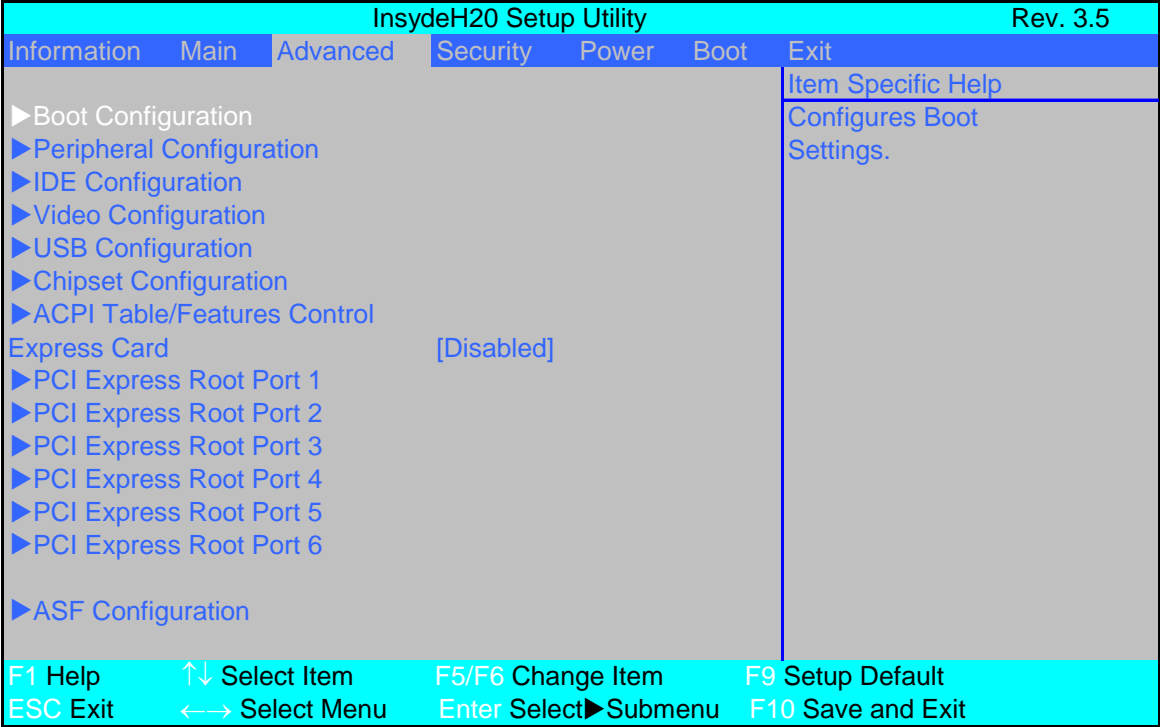 InsydeH20 Setup Utility Rev. 3.5
Information Main Advanced Security Power Boot Exit
Item Specific Help
▶Boot Configuration Configures Boot
▶Peripheral Configuration Settings.
▶IDE Configuration
▶Video Configuration
▶USB Configuration
▶Chipset Configuration
▶ACPI Table/Features Control
Express Card [Disabled]
▶PCI Express Root Port 1
▶PCI Express Root Port 2
▶PCI Express Root Port 3
▶PCI Express Root Port 4
▶PCI Express Root Port 5
▶PCI Express Root Port 6
▶ASF Configuration
F1 Help ↑↓ Select Item F5/F6 Change Item F9 Setup Default
ESC Exit ←→ Select Menu Enter Select▶Submenu F10 Save and Exit